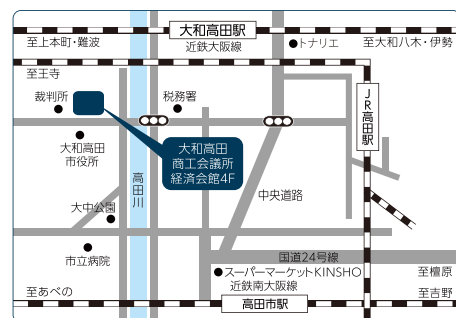 大和高田駅
至上本町・難波
近鉄大阪線
トナリエ
至大和八木・伊勢
至王寺
裁判所
税務署
JR高田駅
大和高田
市役所
大和高田
商工会議所
経済会館4F
高田川
中央道路
大中公園
国道24号線
市立病院
スーパーマーケットKINSHO
至橿原
近鉄南大阪線
至あべの
高田市駅
至吉野